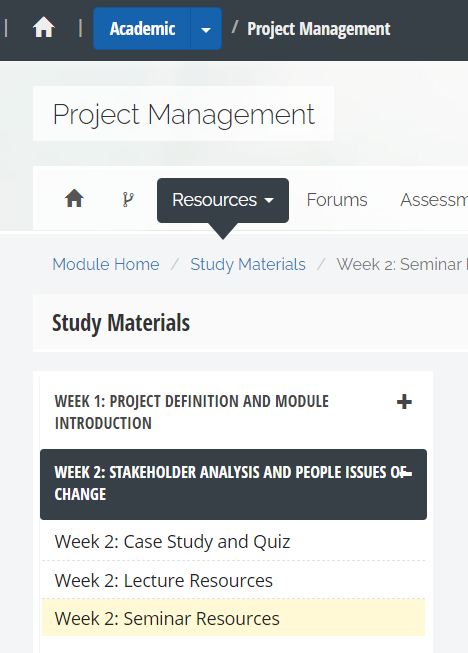 Academic / Project Management
Project Management
Resources Forums
Module Home / Study Materials / Week 2: Seminar
Study Materials
WEEK 1: PROJECT DEFINITION AND MODULE
INTRODUCTION
WEEK 2: STAKEHOLDER ANALYSIS AND PEOPLE ISSUES OF
CHANGE
Week 2: Case Study and Quiz
Week 2: Lecture Resources
Week 2: Seminar Resources